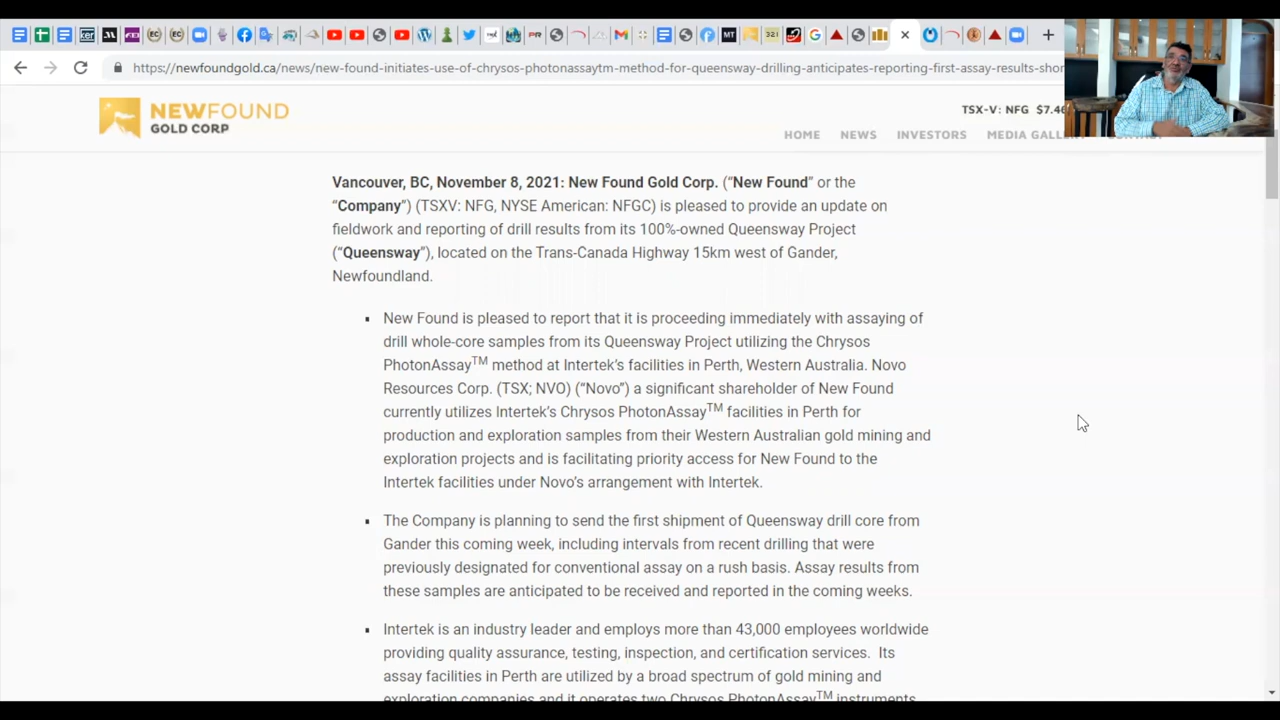 https://newfoundgold.ca/news/new-found-initiates-use-of-chrysos-photonassaytm-method-for-queensway-drilling-anticipates-reporting-first-assay-results-shor
NEWFOUND
GOLD CORP
TSX-V: NFG $7.46
HOME NEWS INVESTORS MEDIA GALL
Vancouver, BC, November 8, 2021: New Found Gold Corp. (“New Found” or the
“Company”) (TSXV: NFG, NYSE American: NFGC) is pleased to provide an update on
fieldwork and reporting of drill results from its 100%-owned Queensway Project
(“Queensway”), located on the Trans-Canada Highway 15km west of Gander,
Newfoundland.
▪ New Found is pleased to report that it is proceeding immediately with assaying of
drill whole-core samples from its Queensway Project utilizing the Chrysos
PhotonAssayTM method at Intertek’s facilities in Perth, Western Australia. Novo
Resources Corp. (TSX; NVO) (“Novo”) a significant shareholder of New Found
currently utilizes Intertek’s Chrysos PhotonAssayTM facilities in Perth for
production and exploration samples from their Western Australian gold mining and
exploration projects and is facilitating priority access for New Found to the
Intertek facilities under Novo’s arrangement with Intertek.
▪ The Company is planning to send the first shipment of Queensway drill core from
Gander this coming week, including intervals from recent drilling that were
previously designated for conventional assay on a rush basis. Assay results from
these samples are anticipated to be received and reported in the coming weeks.
▪ Intertek is an industry leader and employs more than 43,000 employees worldwide
providing quality assurance, testing, inspection, and certification services. Its
assay facilities in Perth are utilized by a broad spectrum of gold mining and
exploration companies and it operates two Chrysos PhotonAssayTM instruments